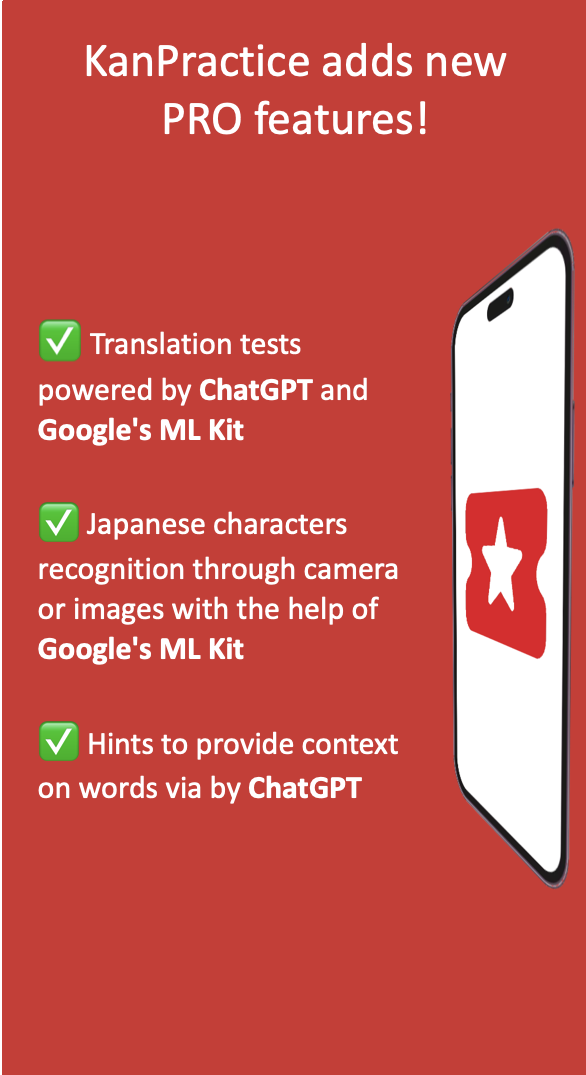 KanPractice adds new
PRO features!
✅ Translation tests
powered by ChatGPT and
Google's ML Kit
✅ Japanese characters
recognition through camera
or images with the help of
Google's ML Kit
✅ Hints to provide context
on words via by ChatGPT